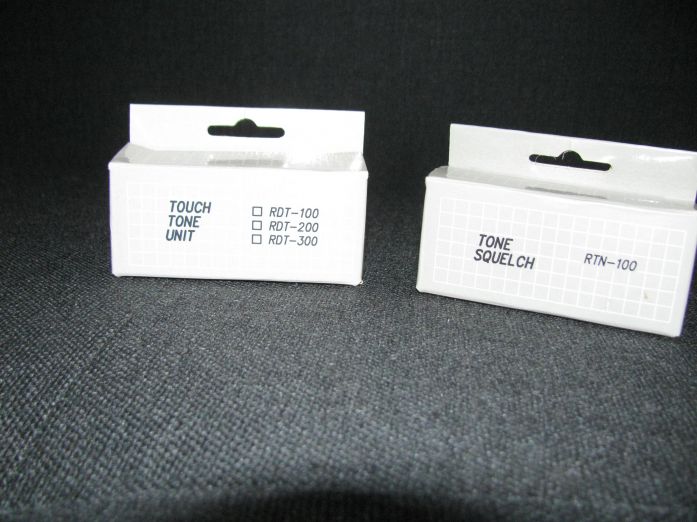 TOUCH
TONE
UNIT
☐ RDT-100
☐ RDT-200
☐ RDT-300
TONE
SQUELCH
RTN-100